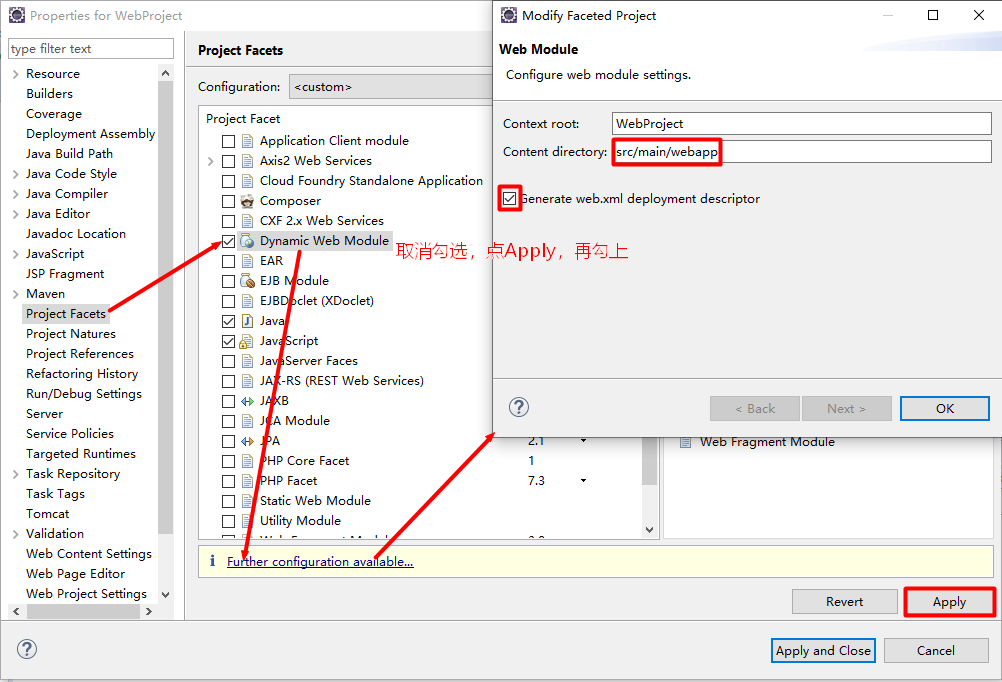 Properties for WebProject
type filter text
Resource
Builders
Coverage
Deployment Assembly
Java Build Path
Java Code Style
Java Compiler
Java Editor
Javadoc Location
JavaScript
JSP Fragment
Maven
Project Facets
Project Natures
Project References
Refactoring History
Run/Debug Settings
Server
Service Policies
Targeted Runtimes
Task Repository
Task Tags
Tomcat
Validation
Web Content Settings
Web Page Editor
Web Project Settings
Project Facets
Configuration: <custom>
Project Facet
Application Client module
Axis2 Web Services
Cloud Foundry Standalone Application
Composer
CXF 2.x Web Services
Dynamic Web Module
取消勾选，点Apply，再勾上
EAR
EJB Module
EJBDoclet (XDoclet)
Java
JavaScript
JavaServer Faces
JAX-RS (REST Web Services)
JAXB
JCA Module
JPA 2.1
PHP Core Facet 1
PHP Facet 7.3
Static Web Module
Utility Module
Web Fragment Module
Further configuration available...
Revert
Apply
Apply and Close
Cancel
Modify Faceted Project
Web Module
Configure web module settings.
Context root: WebProject
Content directory: src/main/webapp
Generate web.xml deployment descriptor
< Back
Next >
OK
Web Fragment Module